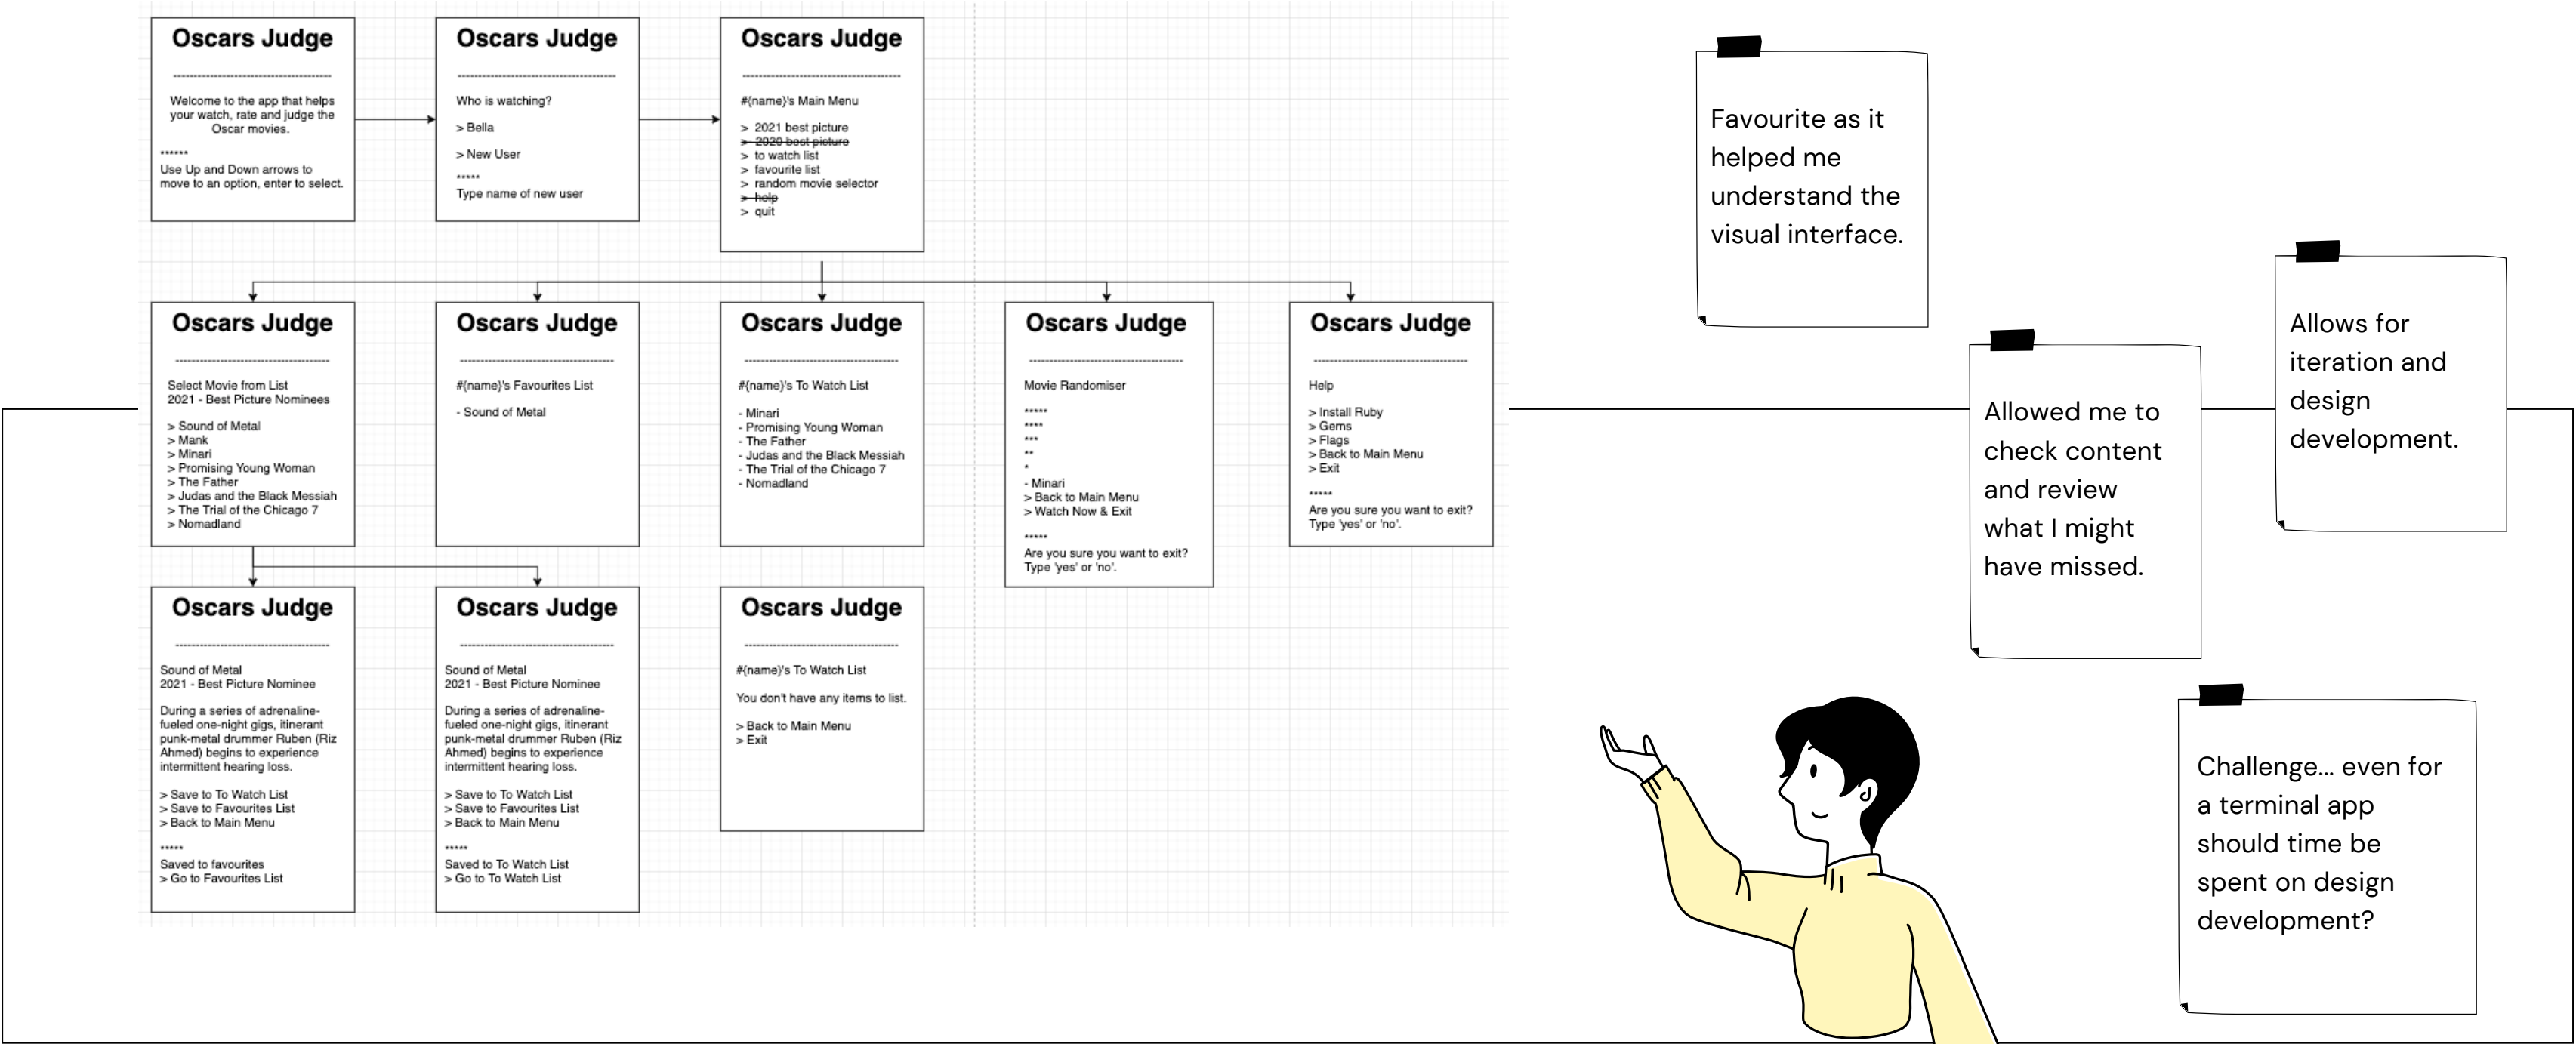 Oscars Judge
----------------------------------------
Welcome to the app that helps
your watch, rate and judge the
Oscar movies.
******
Use Up and Down arrows to
move to an option, enter to select.
Oscars Judge
----------------------------------------
Who is watching?
> Bella
> New User
*****
Type name of new user
Oscars Judge
----------------------------------------
#{name}'s Main Menu
> 2021 best picture
> 2020 best picture
> to watch list
> favourite list
> random movie selector
> help
> quit
Oscars Judge
---------------------------------------
Select Movie from List
2021 - Best Picture Nominees
> Sound of Metal
> Mank
> Minari
> Promising Young Woman
> The Father
> Judas and the Black Messiah
> The Trial of the Chicago 7
> Nomadland
Oscars Judge
---------------------------------------
#{name}'s Favourites List
- Sound of Metal
Oscars Judge
---------------------------------------
#{name}'s To Watch List
- Minari
- Promising Young Woman
- The Father
- Judas and the Black Messiah
- The Trial of the Chicago 7
- Nomadland
Oscars Judge
---------------------------------------
Movie Randomiser
*****
****
***
**
*
- Minari
> Back to Main Menu
> Watch Now & Exit
*****
Are you sure you want to exit?
Type 'yes' or 'no'.
Oscars Judge
---------------------------------------
Help
> Install Ruby
> Gems
> Flags
> Back to Main Menu
> Exit
*****
Are you sure you want to exit?
Type 'yes' or 'no'.
Oscars Judge
---------------------------------------
Sound of Metal
2021 - Best Picture Nominee
During a series of adrenaline-
fueled one-night gigs, itinerant
punk-metal drummer Ruben (Riz
Ahmed) begins to experience
intermittent hearing loss.
> Save to To Watch List
> Save to Favourites List
> Back to Main Menu
*****
Saved to favourites
> Go to Favourites List
Oscars Judge
---------------------------------------
Sound of Metal
2021 - Best Picture Nominee
During a series of adrenaline-
fueled one-night gigs, itinerant
punk-metal drummer Ruben (Riz
Ahmed) begins to experience
intermittent hearing loss.
> Save to To Watch List
> Save to Favourites List
> Back to Main Menu
*****
Saved to To Watch List
> Go to To Watch List
Oscars Judge
---------------------------------------
#{name}'s To Watch List
You don't have any items to list.
> Back to Main Menu
> Exit
Favourite as it
helped me
understand the
visual interface.
Allowed me to
check content
and review
what I might
have missed.
Allows for
iteration and
design
development.
Challenge... even for
a terminal app
should time be
spent on design
development?